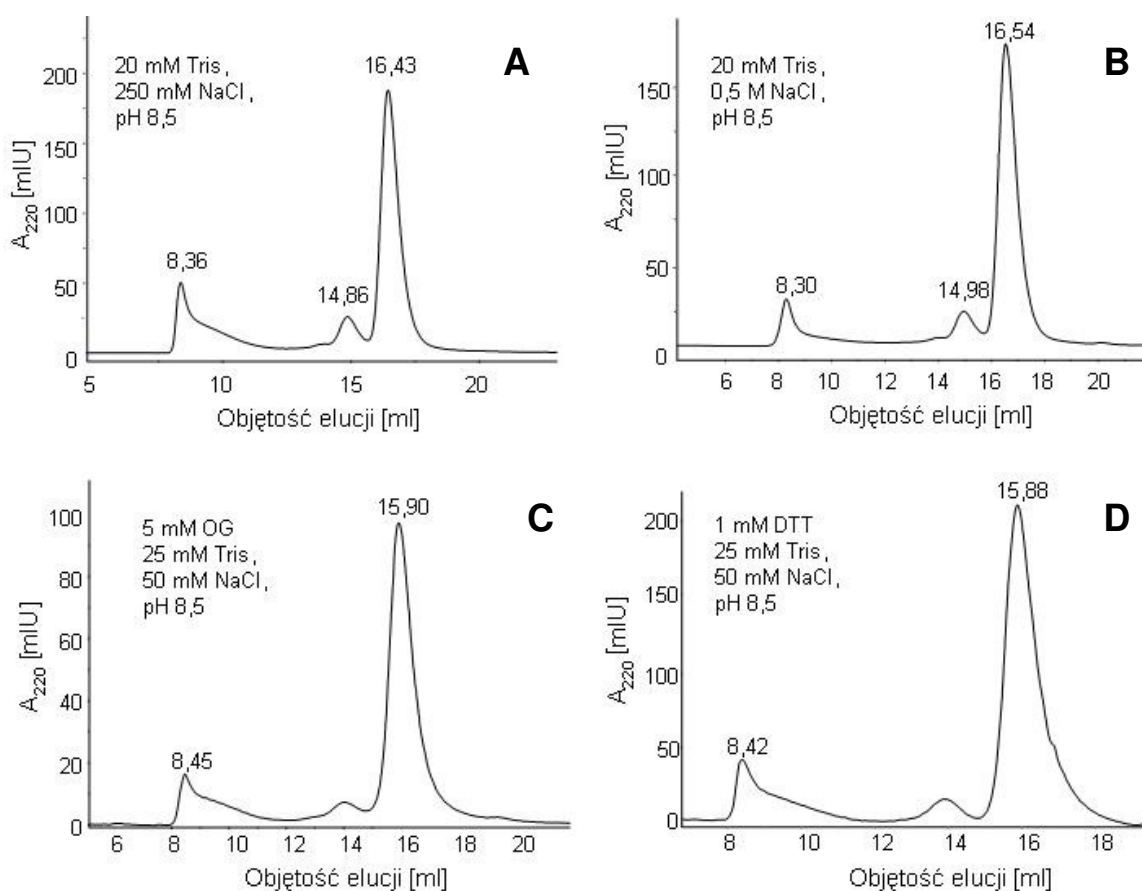 A
20 mM Tris,
250 mM NaCl,
pH 8,5
16,43
8,36
14,86
200
150
100
50
0
A220 [mIU]
5
10
15
20
Objętość elucji [ml]
B
20 mM Tris,
0,5 M NaCl,
pH 8,5
16,54
8,30
14,98
150
100
50
0
A220 [mIU]
6
8
10
12
14
16
18
20
Objętość elucji [ml]
C
5 mM OG
25 mM Tris,
50 mM NaCl,
pH 8,5
15,90
8,45
100
80
60
40
20
0
A220 [mIU]
6
8
10
12
14
16
18
20
Objętość elucji [ml]
D
1 mM DTT
25 mM Tris,
50 mM NaCl,
pH 8,5
15,88
8,42
200
150
100
50
0
A220 [mIU]
8
10
12
14
16
18
Objętość elucji [ml]